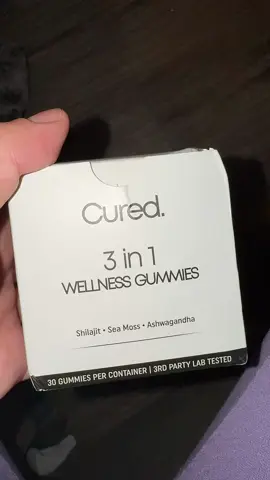 Cured.
3 in 1
WELLNESS GUMMIES
Shilajit • Sea Moss • Ashwagandha
30 GUMMIES PER CONTAINER | 3RD PARTY LAB TESTED